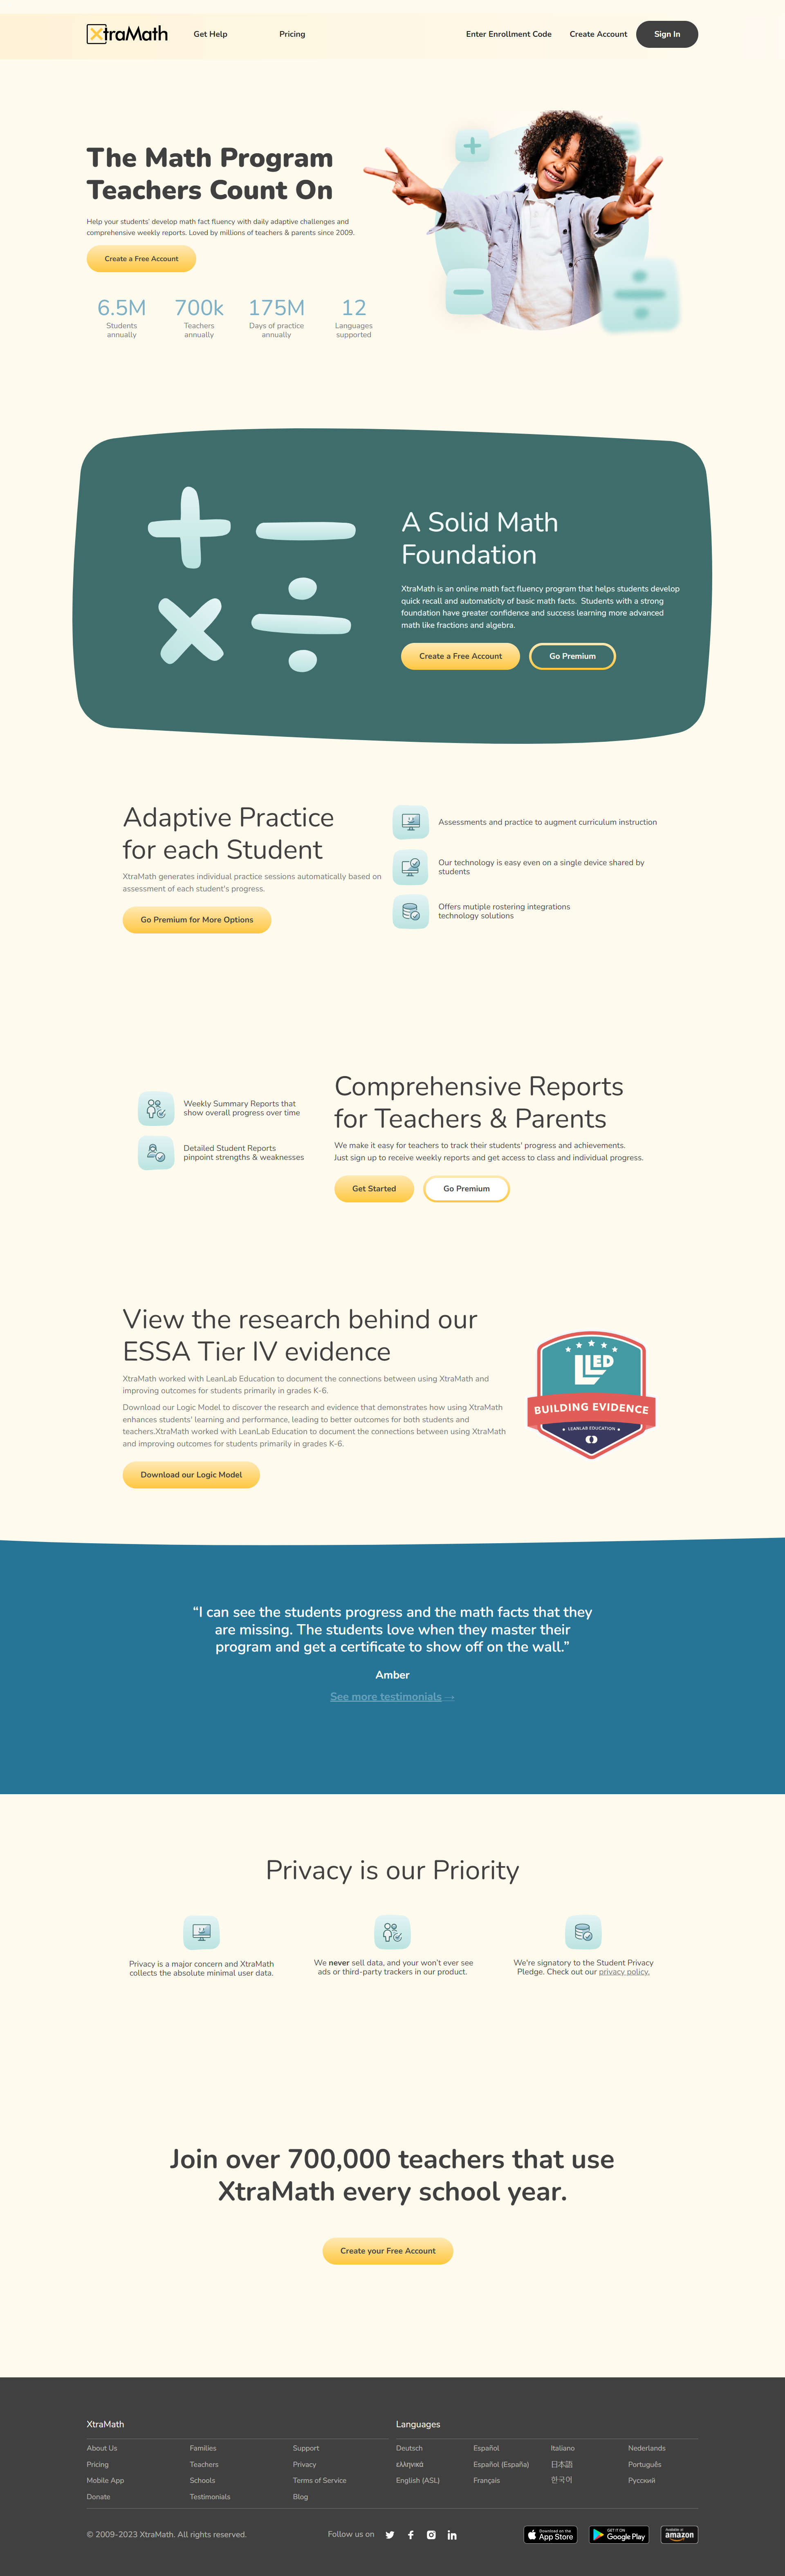 XtraMath
Get Help
Pricing
Enter Enrollment Code
Create Account
Sign In
The Math Program
Teachers Count On
Help your students' develop math fact fluency with daily adaptive challenges and
comprehensive weekly reports. Loved by millions of teachers & parents since 2009.
Create a Free Account
6.5M
Students
annually
700k
Teachers
annually
175M
Days of practice
annually
12
Languages
supported
A Solid Math
Foundation
XtraMath is an online math fact fluency program that helps students develop
quick recall and automaticity of basic math facts. Students with a strong
foundation have greater confidence and success learning more advanced
math like fractions and algebra.
Create a Free Account
Go Premium
Adaptive Practice
for each Student
XtraMath generates individual practice sessions automatically based on
assessment of each student's progress.
Go Premium for More Options
Assessments and practice to augment curriculum instruction
Our technology is easy even on a single device shared by
students
Offers mutiple rostering integrations
technology solutions
Weekly Summary Reports that
show overall progress over time
Detailed Student Reports
pinpoint strengths & weaknesses
Comprehensive Reports
for Teachers & Parents
We make it easy for teachers to track their students' progress and achievements.
Just sign up to receive weekly reports and get access to class and individual progress.
Get Started
Go Premium
View the research behind our
ESSA Tier IV evidence
XtraMath worked with LeanLab Education to document the connections between using XtraMath and
improving outcomes for students primarily in grades K-6.
Download our Logic Model to discover the research and evidence that demonstrates how using XtraMath
enhances students' learning and performance, leading to better outcomes for both students and
teachers.XtraMath worked with LeanLab Education to document the connections between using XtraMath
and improving outcomes for students primarily in grades K-6.
Download our Logic Model
LLED
BUILDING EVIDENCE
LEANLAB EDUCATION
“I can see the students progress and the math facts that they
are missing. The students love when they master their
program and get a certificate to show off on the wall.”
Amber
See more testimonials →
Privacy is our Priority
Privacy is a major concern and XtraMath
collects the absolute minimal user data.
We never sell data, and your won't ever see
ads or third-party trackers in our product.
We're signatory to the Student Privacy
Pledge. Check out our privacy policy.
Join over 700,000 teachers that use
XtraMath every school year.
Create your Free Account
XtraMath
About Us
Families
Support
Pricing
Teachers
Privacy
Mobile App
Schools
Terms of Service
Donate
Testimonials
Blog
Languages
Deutsch
Español
Italiano
Nederlands
ελληνικά
Español (España)
日本語
Português
English (ASL)
Français
한국어
Русский
© 2009-2023 XtraMath. All rights reserved.
Follow us on
Download on the
App Store
GET IT ON
Google Play
Available at
amazon